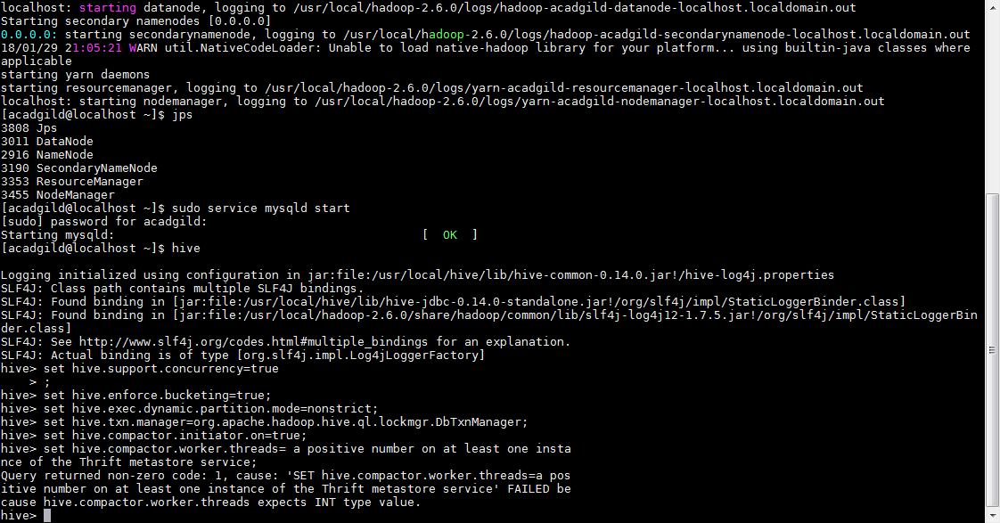 localhost: starting datanode, logging to /usr/local/hadoop-2.6.0/logs/hadoop-acadgild-datanode-localhost.localdomain.out
Starting secondary namenodes [0.0.0.0]
0.0.0.0: starting secondarynamenode, logging to /usr/local/hadoop-2.6.0/logs/hadoop-acadgild-secondarynamenode-localhost.localdomain.out
18/01/29 21:05:21 WARN util.NativeCodeLoader: Unable to load native-hadoop library for your platform... using builtin-java classes where
applicable
starting yarn daemons
starting resourcemanager, logging to /usr/local/hadoop-2.6.0/logs/yarn-acadgild-resourcemanager-localhost.localdomain.out
localhost: starting nodemanager, logging to /usr/local/hadoop-2.6.0/logs/yarn-acadgild-nodemanager-localhost.localdomain.out
[acadgild@localhost ~]$ jps
3808 Jps
3011 DataNode
2916 NameNode
3190 SecondaryNameNode
3353 ResourceManager
3455 NodeManager
[acadgild@localhost ~]$ sudo service mysqld start
[sudo] password for acadgild:
Starting mysqld:                                           [  OK  ]
[acadgild@localhost ~]$ hive
Logging initialized using configuration in jar:file:/usr/local/hive/lib/hive-common-0.14.0.jar!/hive-log4j.properties
SLF4J: Class path contains multiple SLF4J bindings.
SLF4J: Found binding in [jar:file:/usr/local/hive/lib/hive-jdbc-0.14.0-standalone.jar!/org/slf4j/impl/StaticLoggerBinder.class]
SLF4J: Found binding in [jar:file:/usr/local/hadoop-2.6.0/share/hadoop/common/lib/slf4j-log4j12-1.7.5.jar!/org/slf4j/impl/StaticLoggerBin
der.class]
SLF4J: See http://www.slf4j.org/codes.html#multiple_bindings for an explanation.
SLF4J: Actual binding is of type [org.slf4j.impl.Log4jLoggerFactory]
hive> set hive.support.concurrency=true
    > ;
hive> set hive.enforce.bucketing=true;
hive> set hive.exec.dynamic.partition.mode=nonstrict;
hive> set hive.txn.manager=org.apache.hadoop.hive.ql.lockmgr.DbTxnManager;
hive> set hive.compactor.initiator.on=true;
hive> set hive.compactor.worker.threads= a positive number on at least one insta
nce of the Thrift metastore service;
Query returned non-zero code: 1, cause: 'SET hive.compactor.worker.threads=a pos
itive number on at least one instance of the Thrift metastore service' FAILED be
cause hive.compactor.worker.threads expects INT type value.
hive>